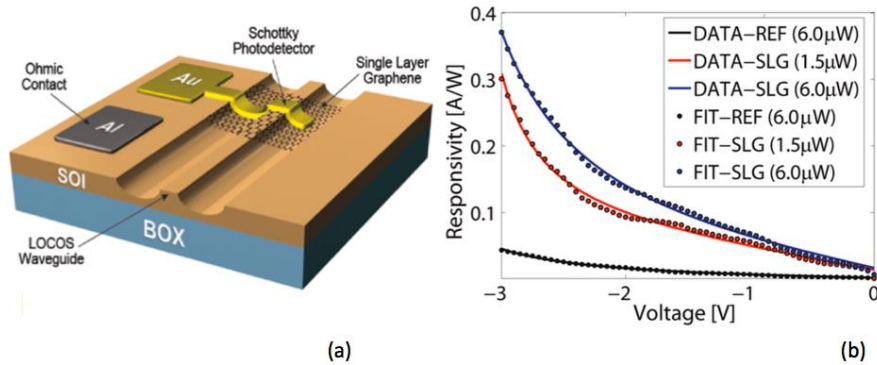 Schottky
Photodetector
Single Layer
Graphene
Ohmic
Contact
Au
Al
SOI
BOX
LOCOS
Waveguide
(a)
Responsivity [A/W]
0.4
0.3
0.2
0.1
−3
−2
−1
0
Voltage [V]
DATA−REF (6.0μW)
DATA−SLG (1.5μW)
DATA−SLG (6.0μW)
FIT−REF (6.0μW)
FIT−SLG (1.5μW)
FIT−SLG (6.0μW)
(b)